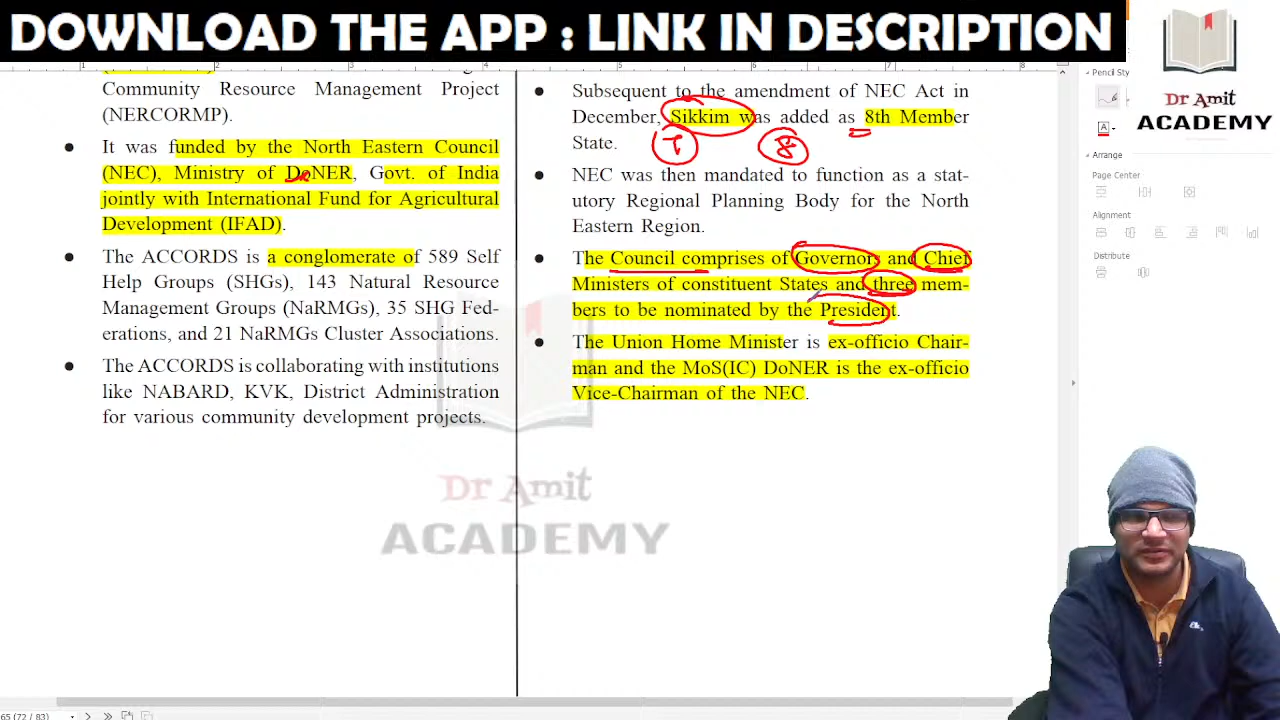 DOWNLOAD THE APP : LINK IN DESCRIPTION
Community Resource Management Project
(NERCORMP).
● It was funded by the North Eastern Council
(NEC), Ministry of DoNER, Govt. of India
jointly with International Fund for Agricultural
Development (IFAD).
● The ACCORDS is a conglomerate of 589 Self
Help Groups (SHGs), 143 Natural Resource
Management Groups (NaRMGs), 35 SHG Fed-
erations, and 21 NaRMGs Cluster Associations.
● The ACCORDS is collaborating with institutions
like NABARD, KVK, District Administration
for various community development projects.
● Subsequent to the amendment of NEC Act in
December, Sikkim was added as 8th Member
State.
7 8
● NEC was then mandated to function as a stat-
utory Regional Planning Body for the North
Eastern Region.
● The Council comprises of Governors and Chief
Ministers of constituent States and three mem-
bers to be nominated by the President.
● The Union Home Minister is ex-officio Chair-
man and the MoS(IC) DoNER is the ex-officio
Vice-Chairman of the NEC.
Dr Amit
ACADEMY
Pencil Sty
Dr Amit
ACADEMY
A
Arrange
Page Center
Alignment
Distribute
65 (72 / 83)